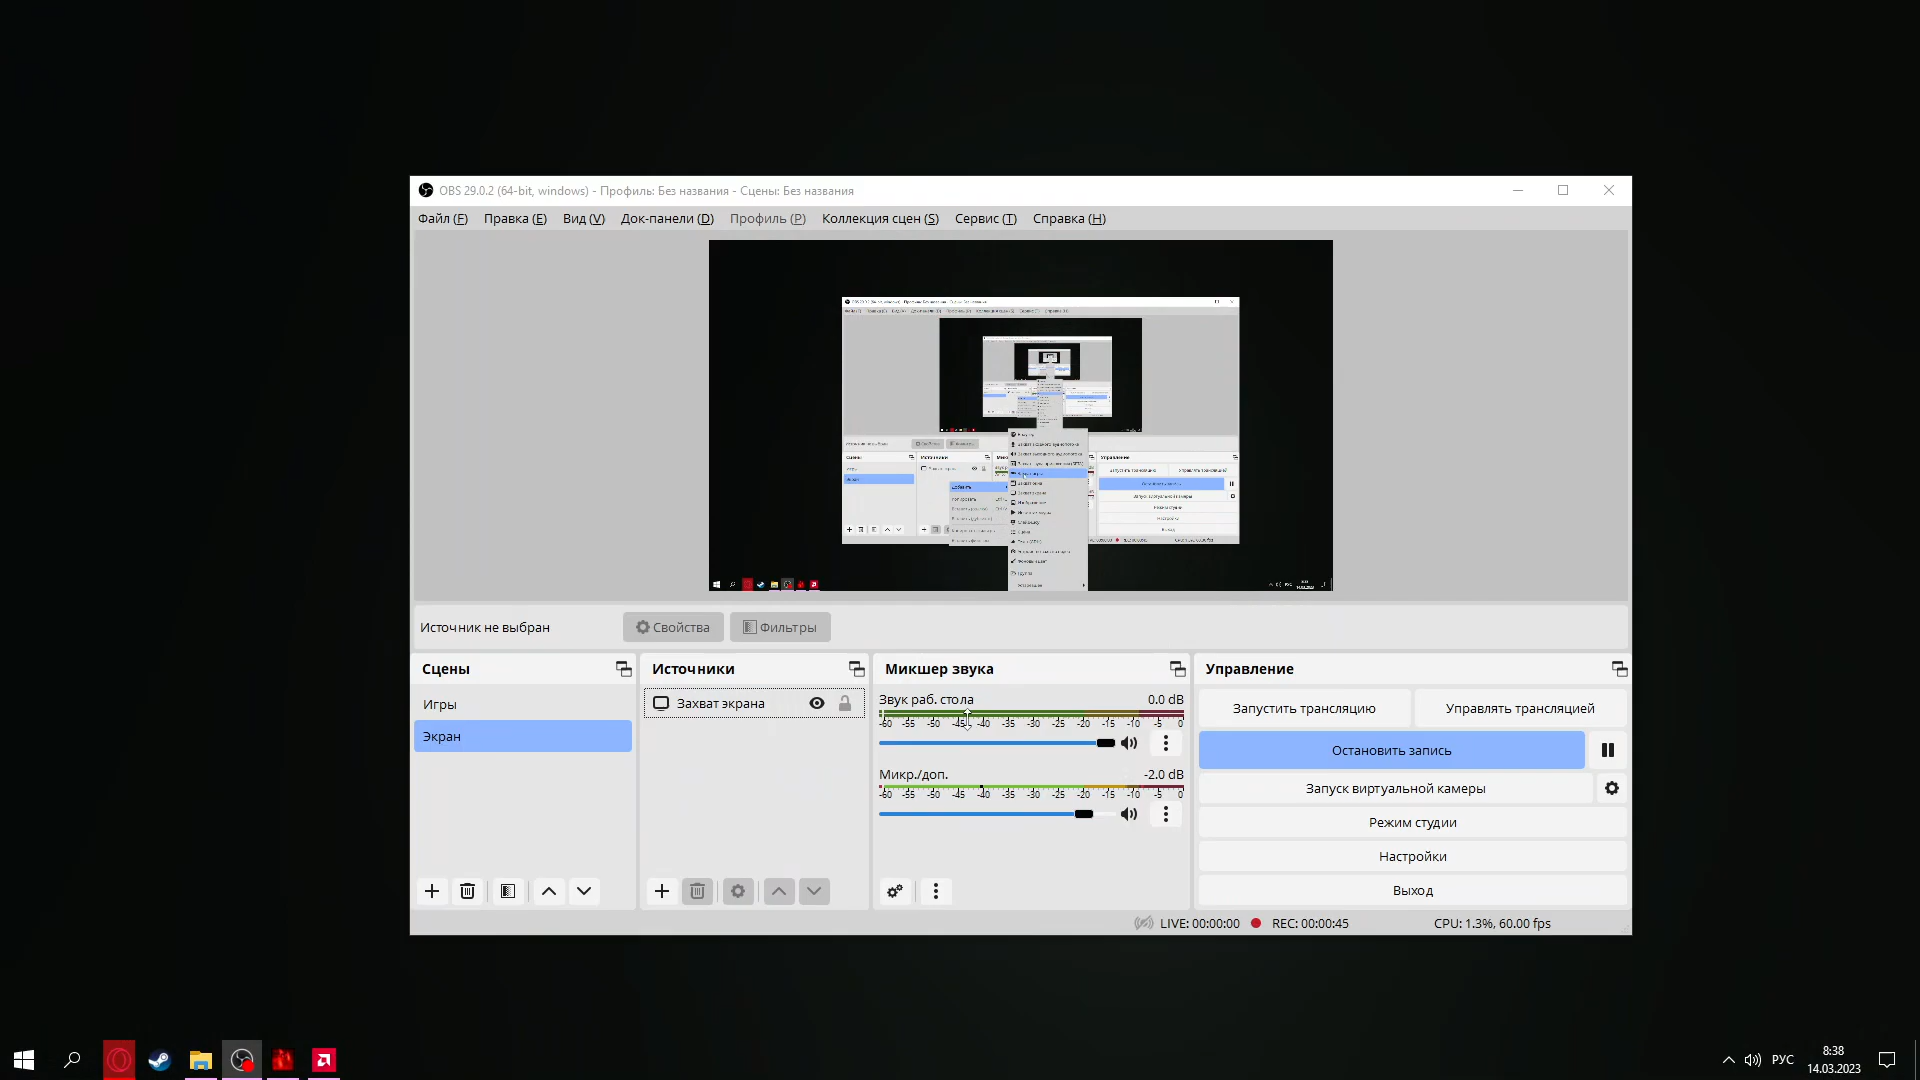 OBS 29.0.2 (64-bit, windows) - Профиль: Без названия - Сцены: Без названия
Файл (F) Правка (E) Вид (V) Док-панели (D) Профиль (P) Коллекция сцен (S) Сервис (T) Справка (H)
Источник не выбран Свойства Фильтры
Сцены
Игры
Экран
Источники
Захват экрана
Микшер звука
Звук раб. стола 0.0 dB
-60 -55 -50 -45 -40 -35 -30 -25 -20 -15 -10 -5 0
Микр./доп. -2.0 dB
-60 -55 -50 -45 -40 -35 -30 -25 -20 -15 -10 -5 0
Управление
Запустить трансляцию Управлять трансляцией
Остановить запись
Запуск виртуальной камеры
Режим студии
Настройки
Выход
LIVE: 00:00:00 REC: 00:00:45 CPU: 1.3%, 60.00 fps
РУС
8:38
14.03.2023